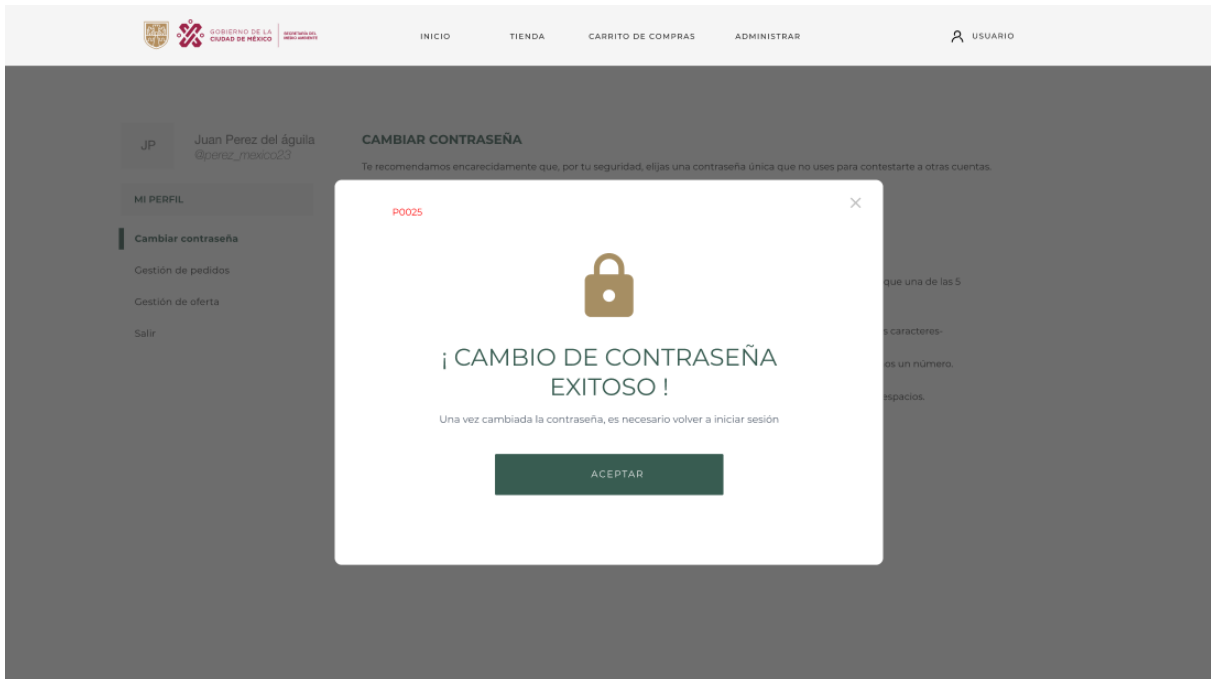 GOBIERNO DE LA
CIUDAD DE MÉXICO
SECRETARÍA DEL
MEDIO AMBIENTE
INICIO
TIENDA
CARRITO DE COMPRAS
ADMINISTRAR
USUARIO
JP
Juan Perez del águila
@perez_mexico23
MI PERFIL
Cambiar contraseña
Gestión de pedidos
Gestión de oferta
Salir
CAMBIAR CONTRASEÑA
Te recomendamos encarecidamente que, por tu seguridad, elijas una contraseña única que no uses para contestarte a otras cuentas.
que una de las 5
s caracteres-
os un número.
espacios.
P0025
¡ CAMBIO DE CONTRASEÑA
EXITOSO !
Una vez cambiada la contraseña, es necesario volver a iniciar sesión
ACEPTAR